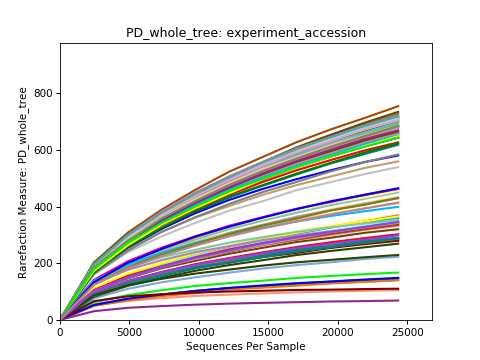 PD_whole_tree: experiment_accession
Rarefaction Measure: PD_whole_tree
800
600
400
200
0
0 5000 10000 15000 20000 25000
Sequences Per Sample